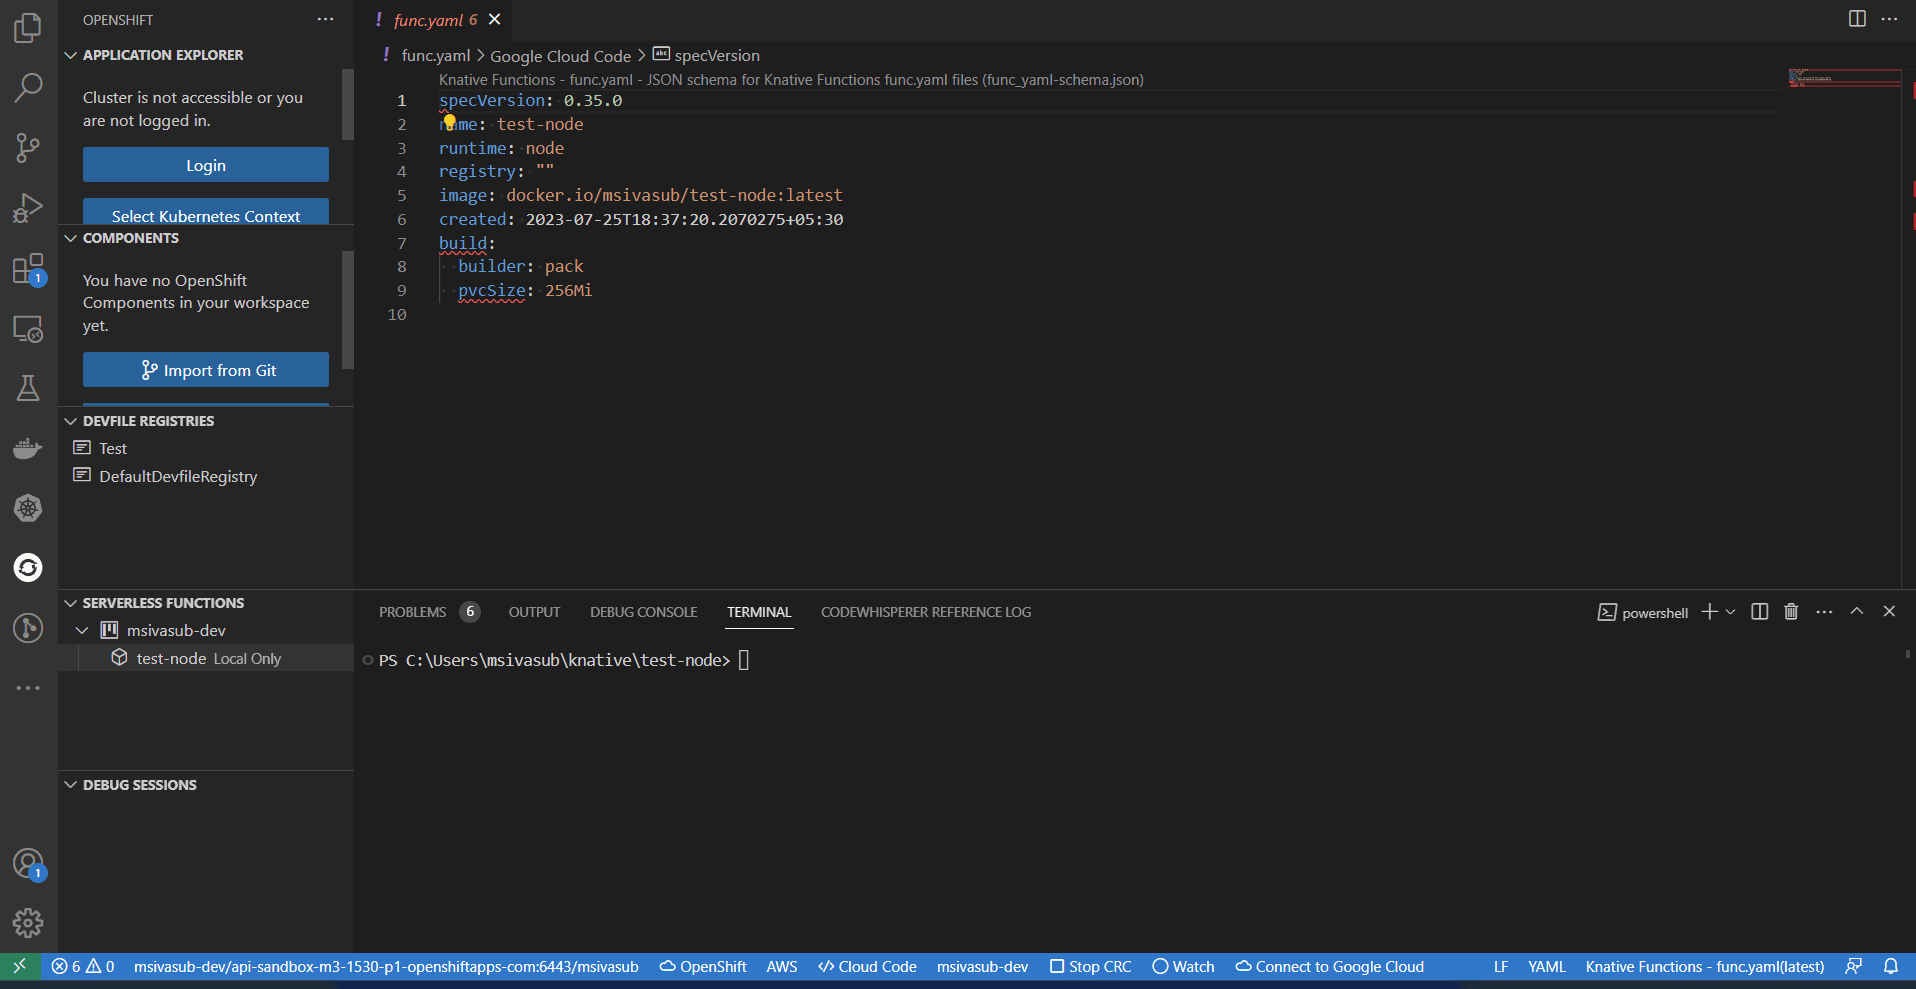 OPENSHIFT
APPLICATION EXPLORER
Cluster is not accessible or you
are not logged in.
Login
Select Kubernetes Context
COMPONENTS
You have no OpenShift
Components in your workspace
yet.
Import from Git
DEVFILE REGISTRIES
Test
DefaultDevfileRegistry
SERVERLESS FUNCTIONS
msivasub-dev
test-node Local Only
DEBUG SESSIONS
1
1
! func.yaml 6
! func.yaml > Google Cloud Code > abc specVersion
Knative Functions - func.yaml - JSON schema for Knative Functions func.yaml files (func_yaml-schema.json)
1 specVersion: 0.35.0
2 name: test-node
3 runtime: node
4 registry: ""
5 image: docker.io/msivasub/test-node:latest
6 created: 2023-07-25T18:37:20.2070275+05:30
7 build:
8 builder: pack
9 pvcSize: 256Mi
10
PROBLEMS 6 OUTPUT DEBUG CONSOLE TERMINAL CODEWHISPERER REFERENCE LOG powershell
PS C:\Users\msivasub\knative\test-node>
6 0 msivasub-dev/api-sandbox-m3-1530-p1-openshiftapps-com:6443/msivasub OpenShift AWS Cloud Code msivasub-dev Stop CRC Watch Connect to Google Cloud LF YAML Knative Functions - func.yaml(latest)